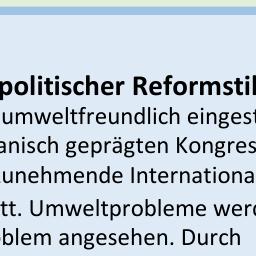 politischer Reformstil
umweltfreundlich eingest
anisch geprägten Kongres
unehmende Internationa
tt. Umweltprobleme werd
blem angesehen. Durch